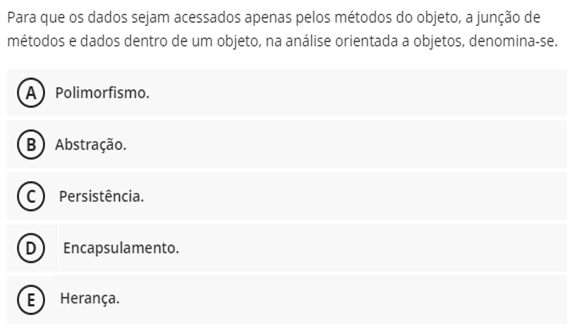 Para que os dados sejam acessados apenas pelos métodos do objeto, a junção de
métodos e dados dentro de um objeto, na análise orientada a objetos, denomina-se.
A Polimorfismo.
B Abstração.
C Persistência.
D Encapsulamento.
E Herança.